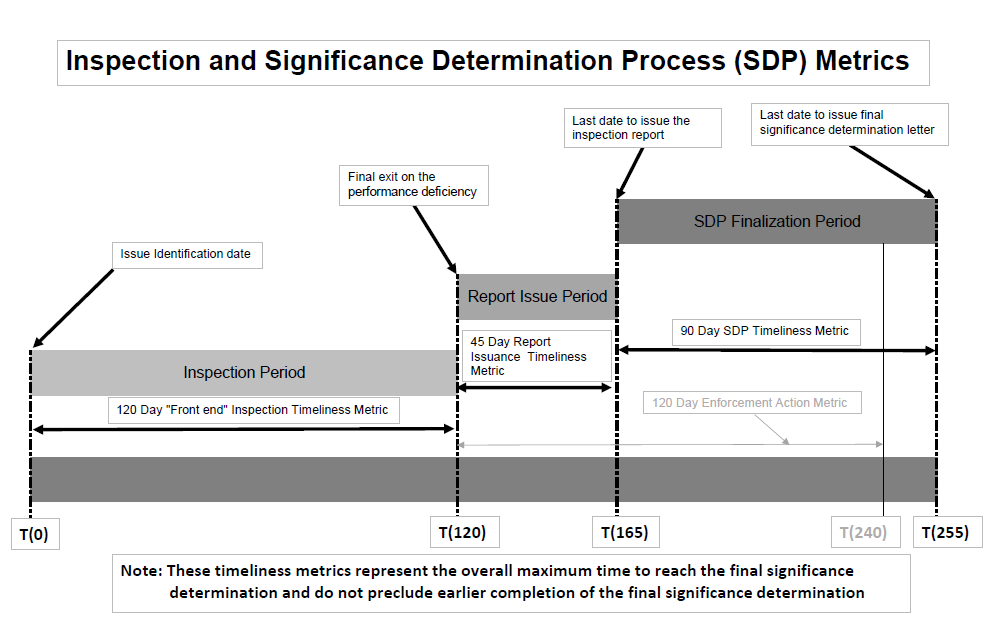 Inspection and Significance Determination Process (SDP) Metrics
Last date to issue the
inspection report
Last date to issue final
significance determination letter
Final exit on the
performance deficiency
SDP Finalization Period
Issue Identification date
Report Issue Period
45 Day Report
Issuance Timeliness
Metric
90 Day SDP Timeliness Metric
Inspection Period
120 Day "Front end" Inspection Timeliness Metric
120 Day Enforcement Action Metric
T(0)
T(120)
T(165)
T(240)
T(255)
Note: These timeliness metrics represent the overall maximum time to reach the final significance
determination and do not preclude earlier completion of the final significance determination